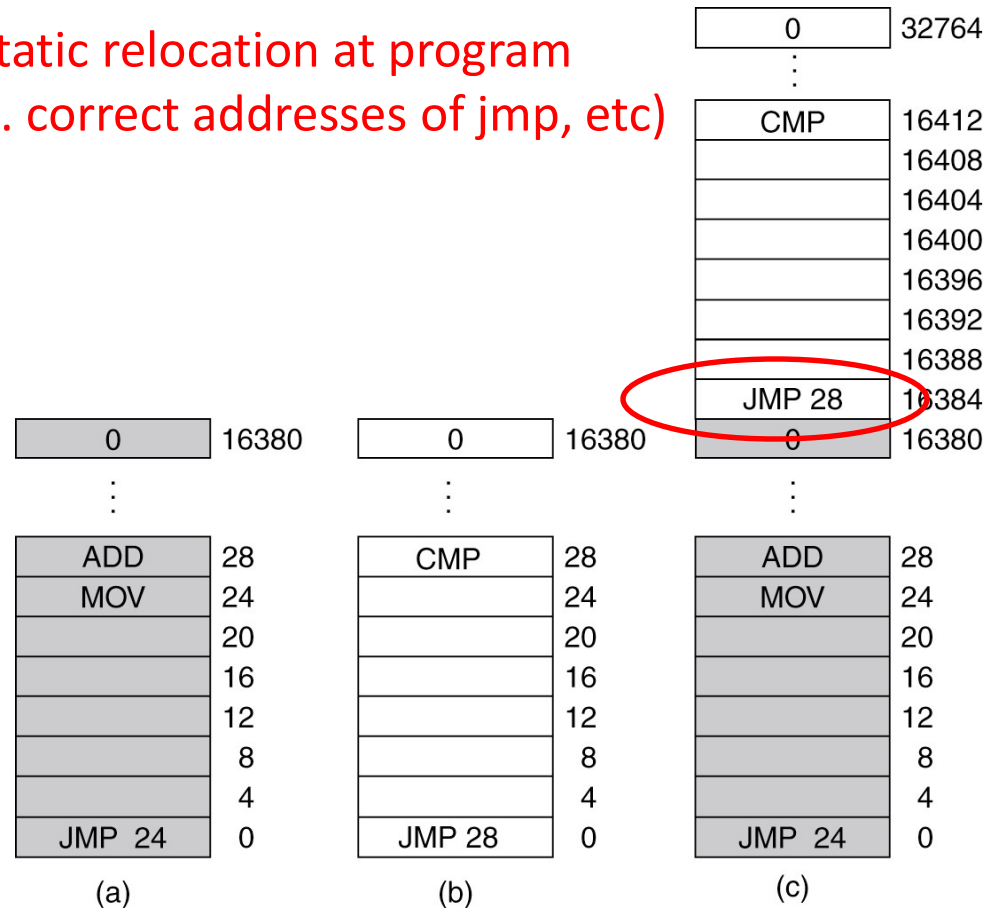 tatic relocation at program
. correct addresses of jmp, etc)
0 32764
CMP 16412
16408
16404
16400
16396
16392
16388
JMP 28 16384
0 16380
0 16380
0 16380
ADD 28
MOV 24
20
16
12
8
4
JMP 24 0
(a)
CMP 28
24
20
16
12
8
4
JMP 28 0
(b)
ADD 28
MOV 24
20
16
12
8
4
JMP 24 0
(c)